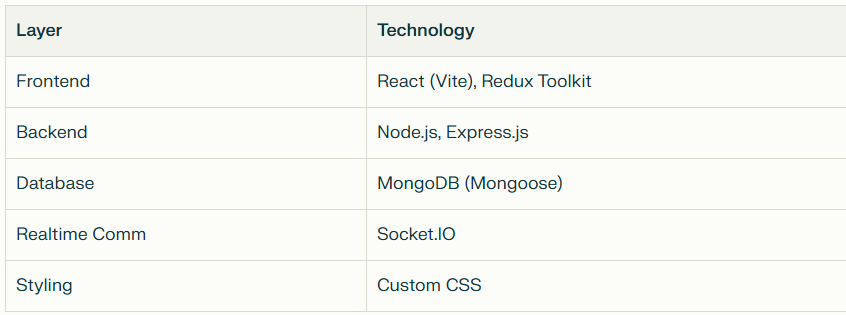 Layer Technology
Frontend React (Vite), Redux Toolkit
Backend Node.js, Express.js
Database MongoDB (Mongoose)
Realtime Comm Socket.IO
Styling Custom CSS